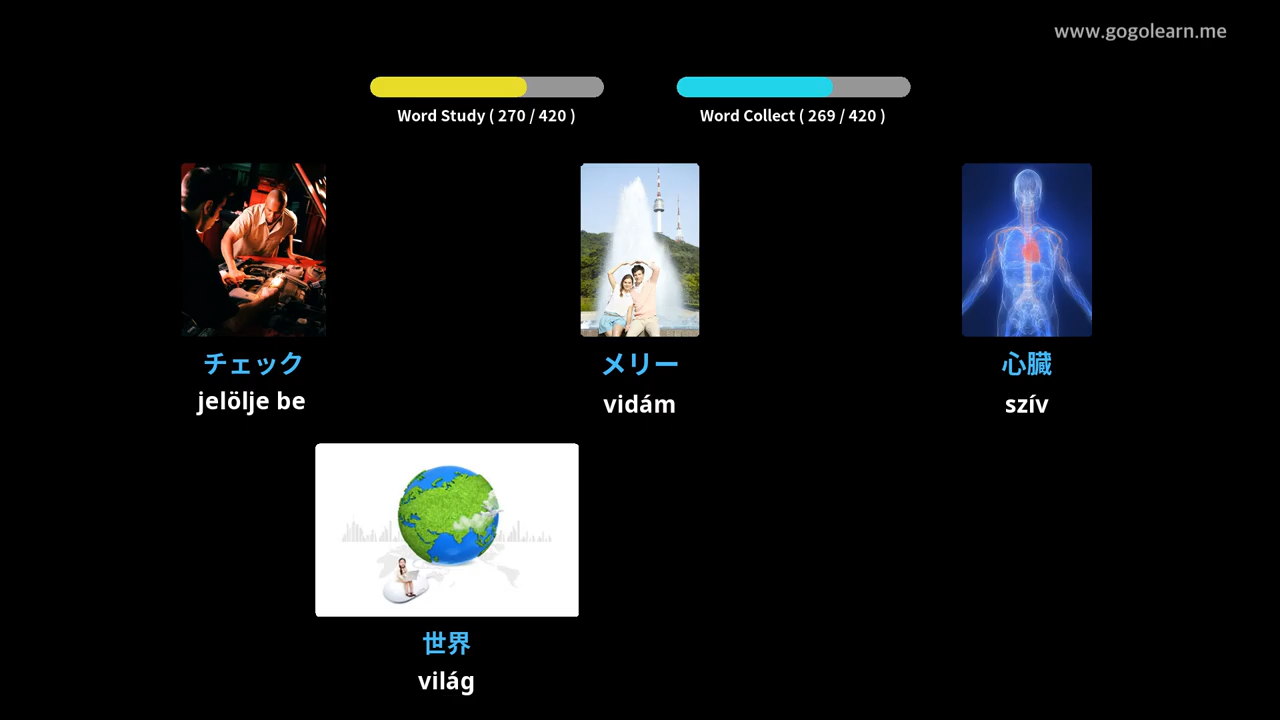 www.gogolearn.me
Word Study ( 270 / 420 )
Word Collect ( 269 / 420 )
チェック
jelölje be
メリー
vidám
心臓
szív
世界
világ